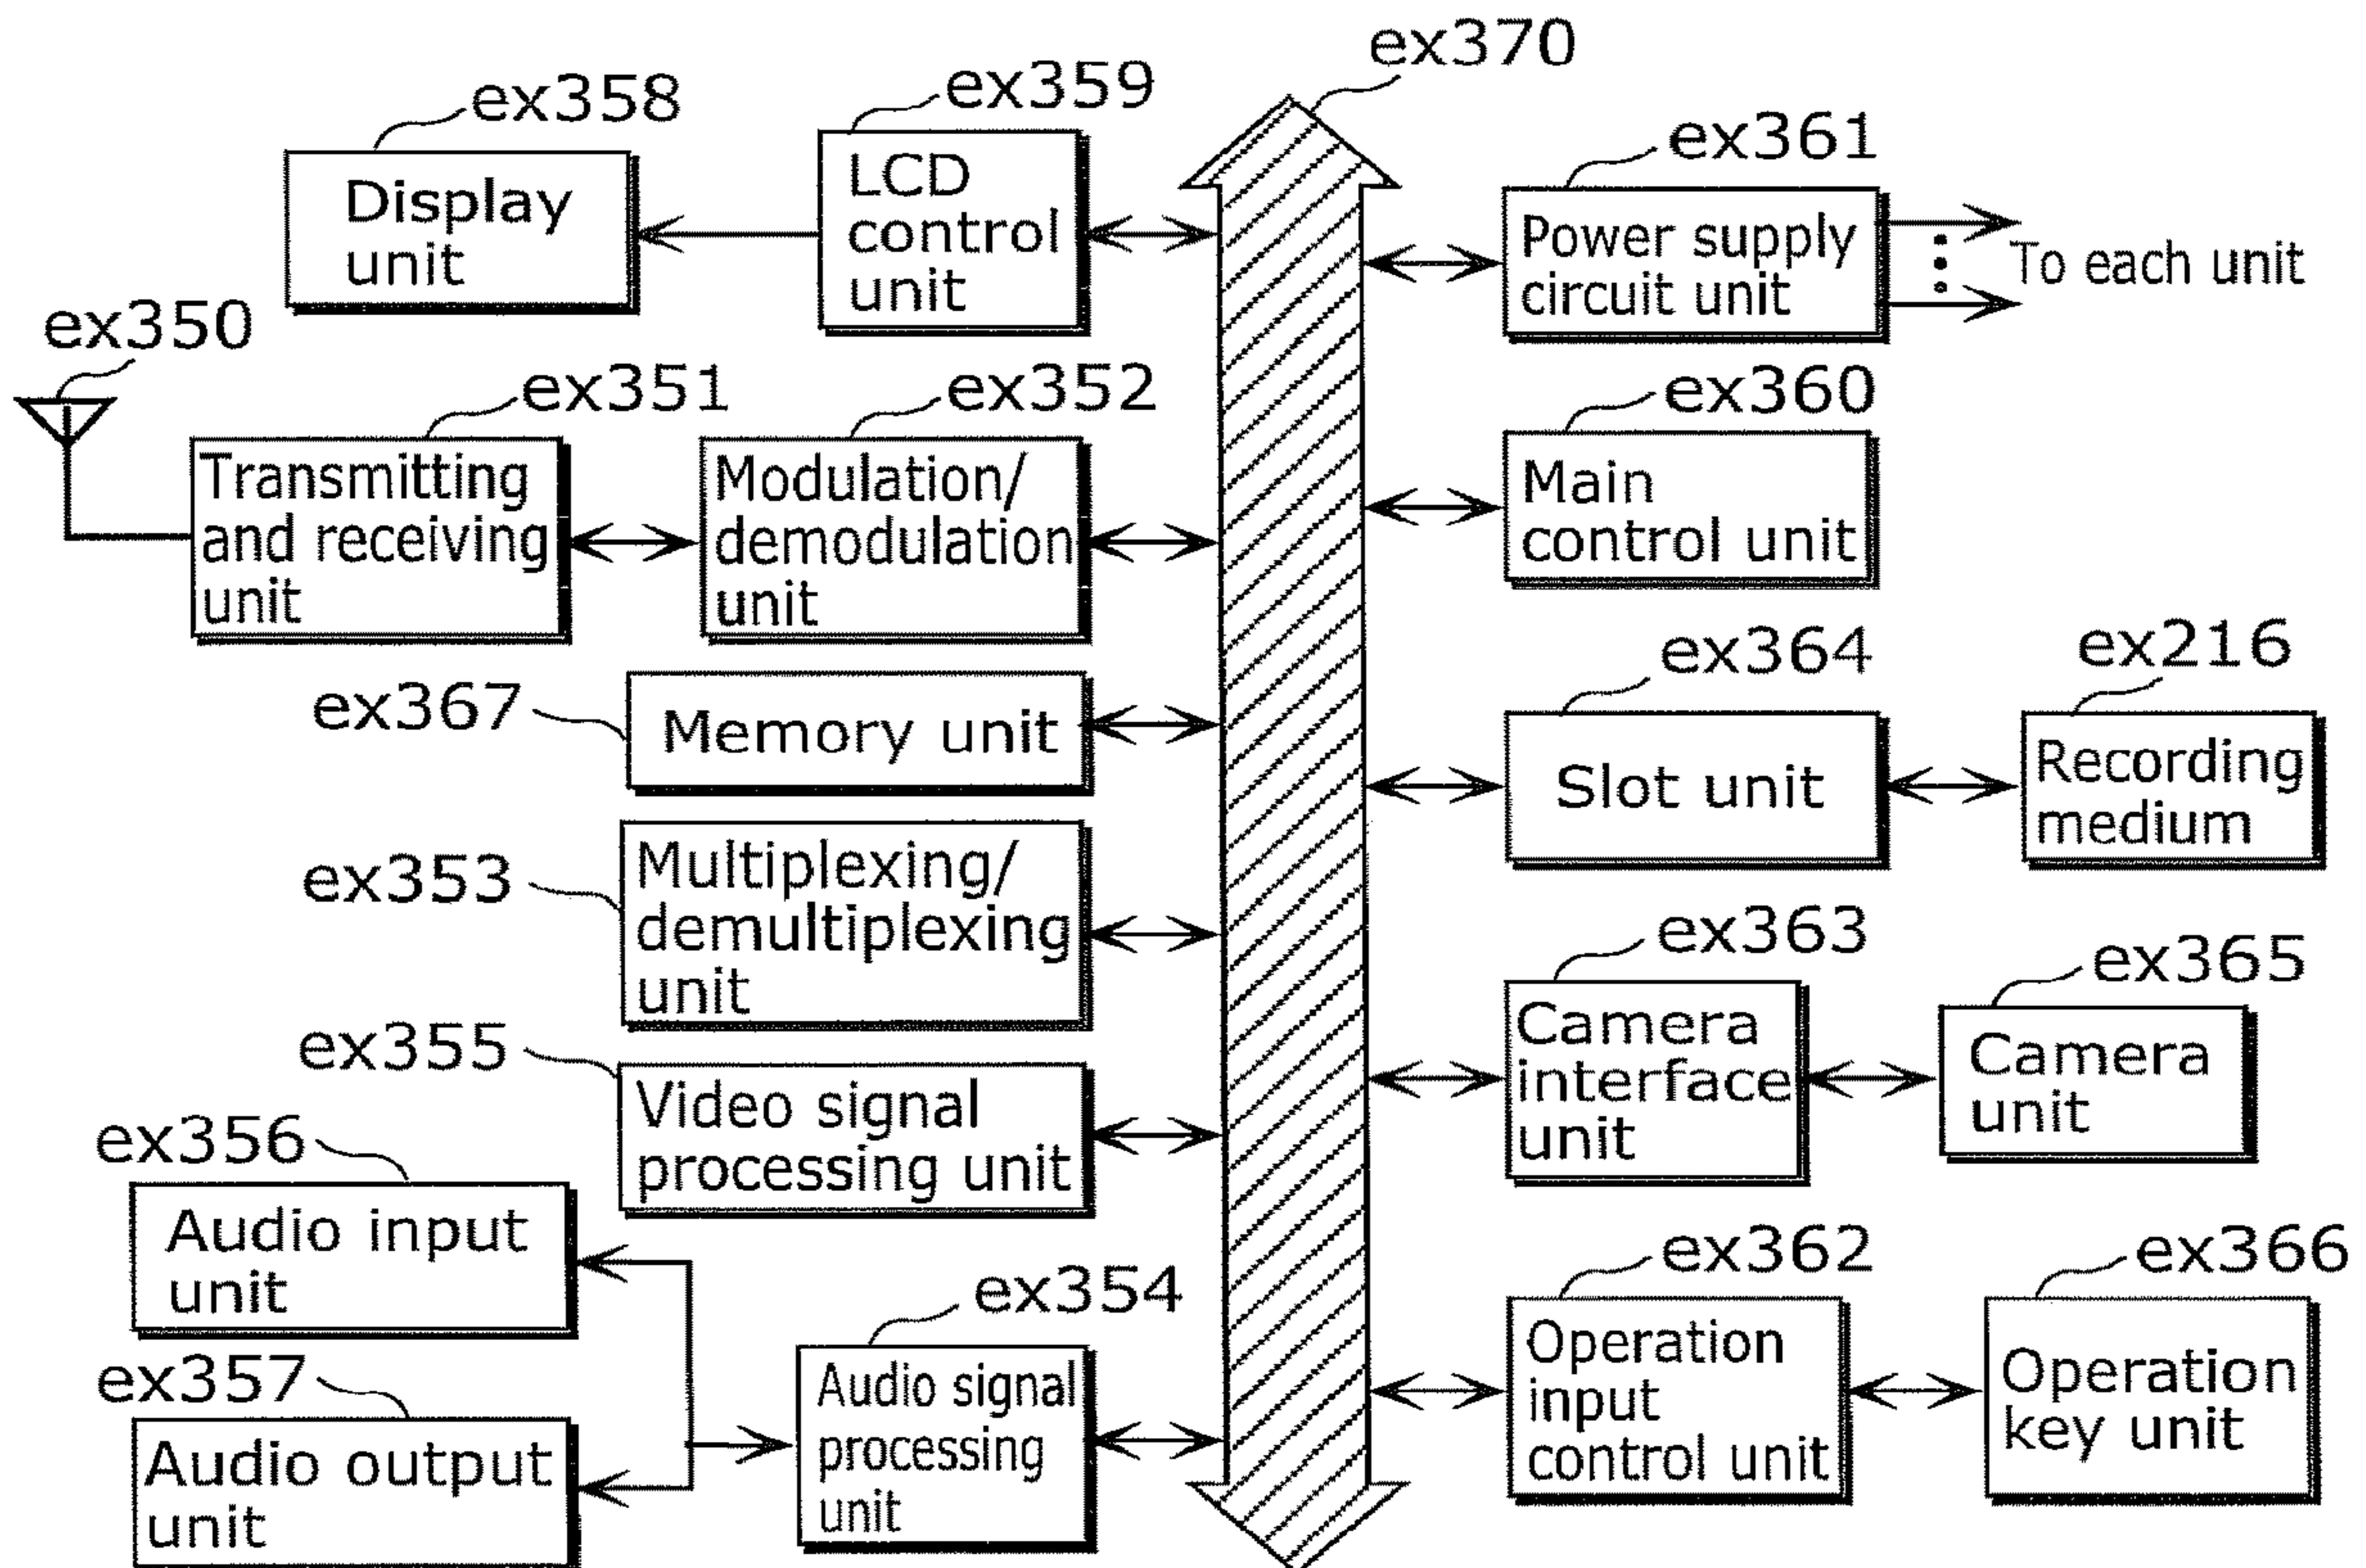 ex370
ex358
ex359
ex361
Display
unit
LCD
control
unit
Power supply
circuit unit
To each unit
ex350
ex351
ex352
ex360
Transmitting
and receiving
unit
Modulation/
demodulation
unit
Main
control unit
ex367
Memory unit
ex364
ex216
Slot unit
Recording
medium
ex353
Multiplexing/
demultiplexing
unit
ex363
ex365
Camera
interface
unit
Camera
unit
ex355
Video signal
processing unit
ex356
Audio input
unit
ex354
ex362
ex366
ex357
Audio output
unit
Audio signal
processing
unit
Operation
input
control unit
Operation
key unit